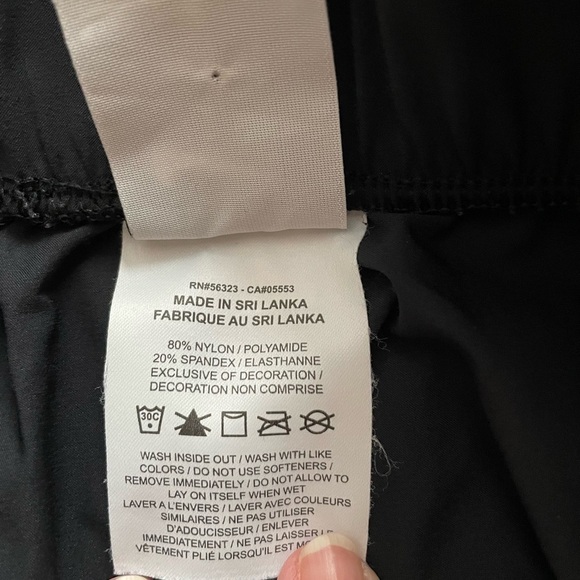 RN#56323 - CA#05553
MADE IN SRI LANKA
FABRIQUE AU SRI LANKA
80% NYLON / POLYAMIDE
20% SPANDEX / ELASTHANNE
EXCLUSIVE OF DECORATION /
DECORATION NON COMPRISE
30C
WASH INSIDE OUT / WASH WITH LIKE
COLORS / DO NOT USE SOFTENERS /
REMOVE IMMEDIATELY / DO NOT ALLOW TO
LAY ON ITSELF WHEN WET
LAVER A L'ENVERS / LAVER AVEC COULEURS
SIMILAIRES / NE PAS UTILISER
D'ADOUCISSEUR / ENLEVER
IMMEDIATEMENT / NE PAS LAISSER
VÊTEMENT PLIÉ LORSQU'IL EST